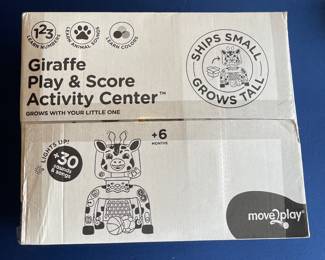 123
LEARN NUMBERS
LEARN ANIMAL SOUNDS
LEARN COLORS
Giraffe
Play & Score
Activity Center™
GROWS WITH YOUR LITTLE ONE
SHIPS SMALL
GROWS TALL
LIGHTS UP!
+30
sounds
& songs
+6
MONTHS
move2play